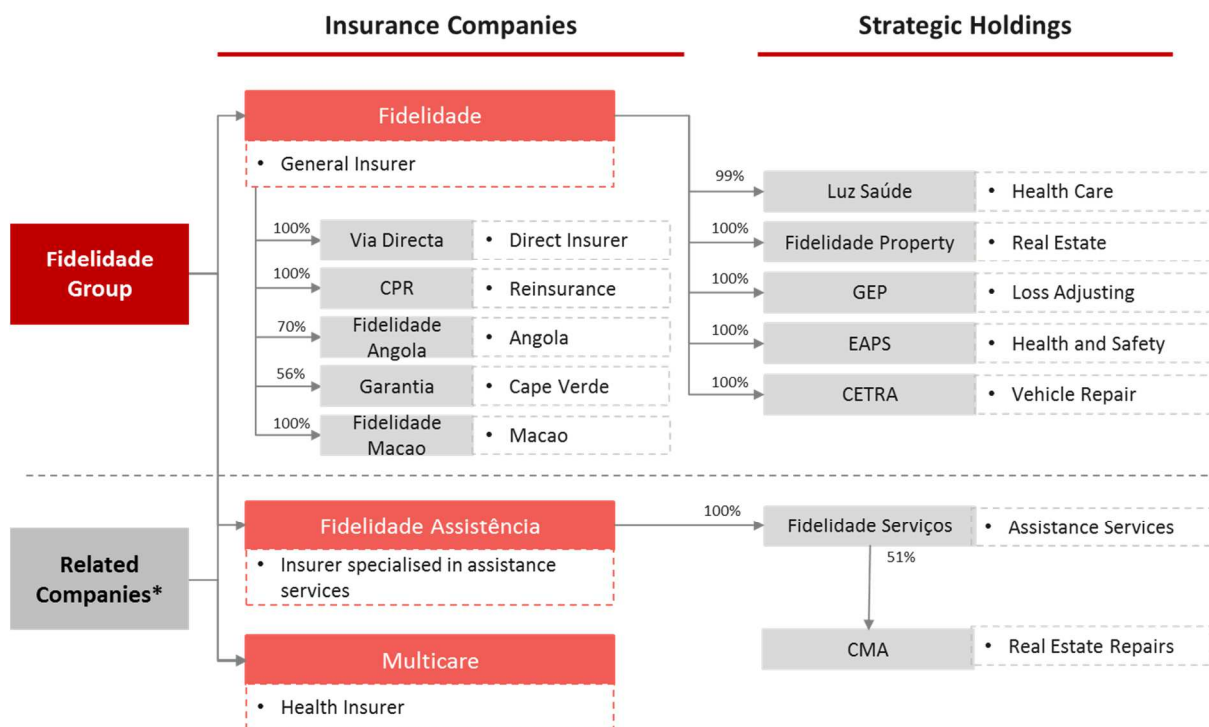 Insurance Companies
Strategic Holdings
Fidelidade
• General Insurer
99%
Luz Saúde
• Health Care
100%
Via Directa
• Direct Insurer
100%
Fidelidade Property
• Real Estate
Fidelidade
Group
100%
CPR
• Reinsurance
100%
GEP
• Loss Adjusting
70%
Fidelidade
Angola
• Angola
100%
EAPS
• Health and Safety
56%
Garantia
• Cape Verde
100%
CETRA
• Vehicle Repair
100%
Fidelidade
Macao
• Macao
Related
Companies*
Fidelidade Assistência
• Insurer specialised in assistance
services
100%
Fidelidade Serviços
• Assistance Services
51%
CMA
• Real Estate Repairs
Multicare
• Health Insurer